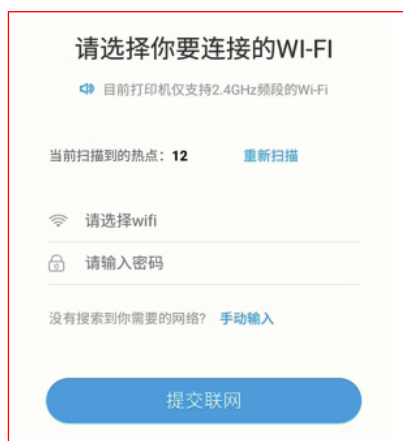 请选择你要连接的WI-FI
目前打印机仅支持2.4GHz频段的Wi-Fi
当前扫描到的热点：12 重新扫描
请选择wifi
请输入密码
没有搜索到你需要的网络？ 手动输入
提交联网